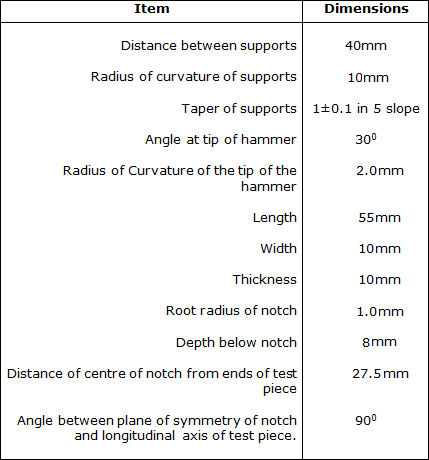 Item Dimensions
Distance between supports 40mm
Radius of curvature of supports 10mm
Taper of supports 1±0.1 in 5 slope
Angle at tip of hammer 30⁰
Radius of Curvature of the tip of the 2.0mm
hammer
Length 55mm
Width 10mm
Thickness 10mm
Root radius of notch 1.0mm
Depth below notch 8mm
Distance of centre of notch from ends of test 27.5mm
piece
Angle between plane of symmetry of notch 90⁰
and longitudinal axis of test piece.